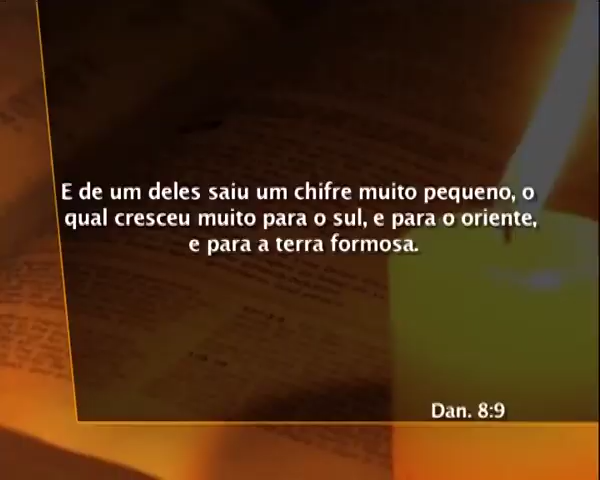 E de um deles saiu um chifre muito pequeno, o
qual cresceu muito para o sul, e para o oriente,
e para a terra formosa.
Dan. 8:9